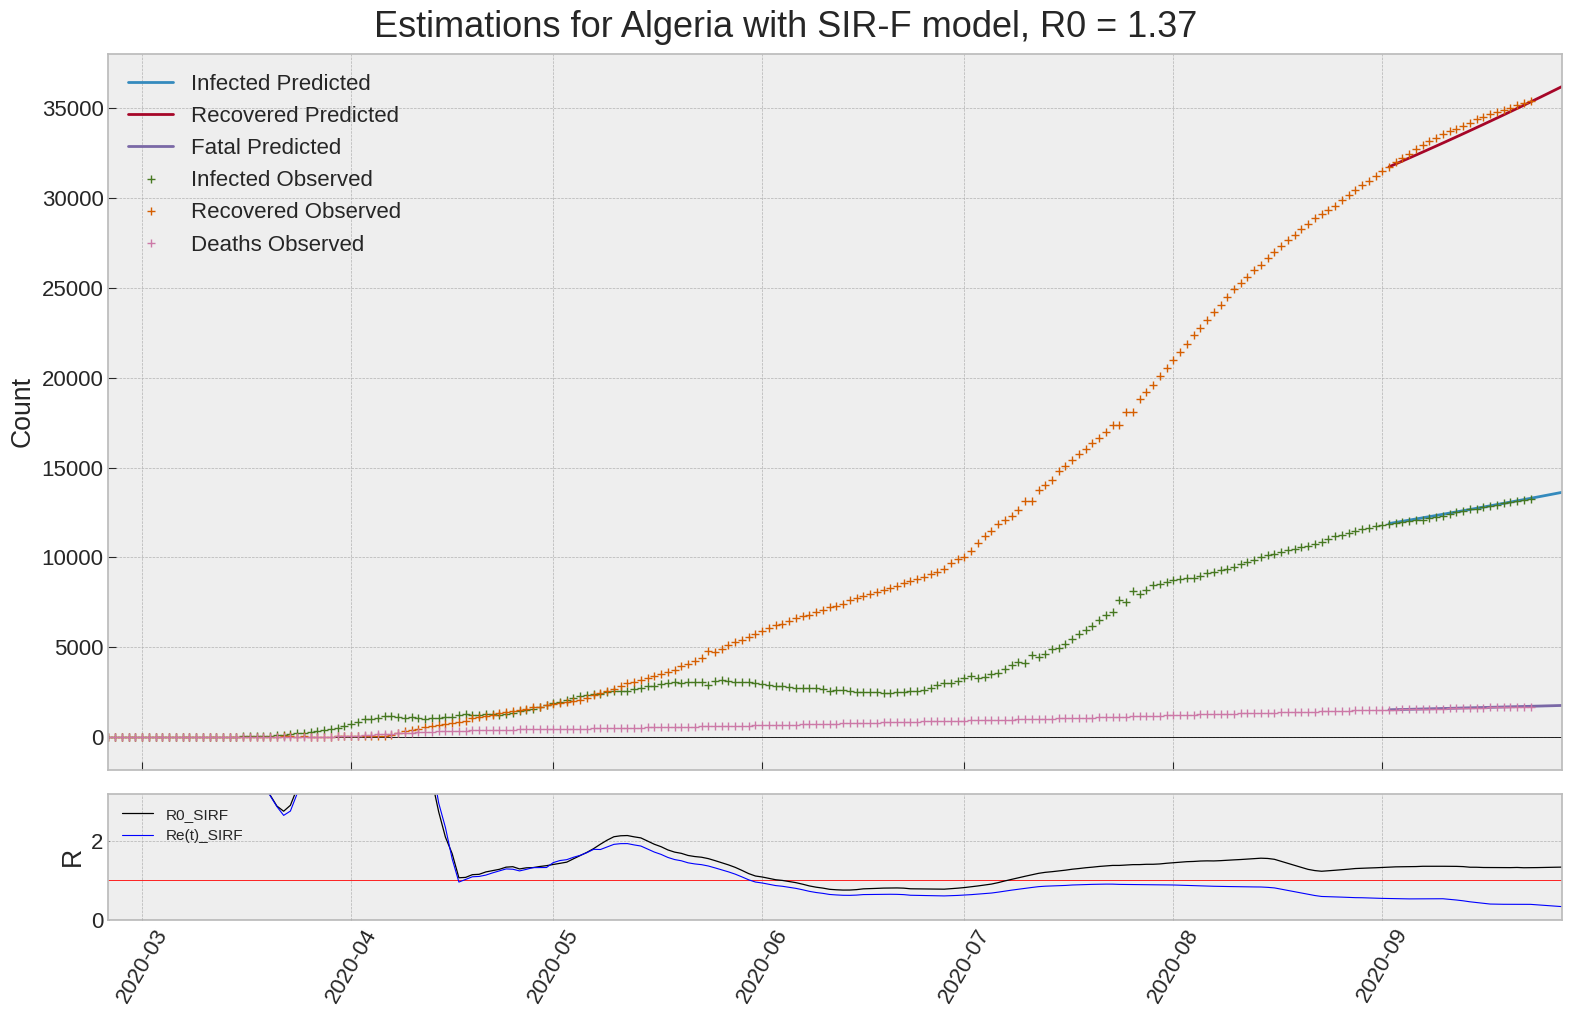 Estimations for Algeria with SIR-F model, R0 = 1.37
Infected Predicted
Recovered Predicted
Fatal Predicted
Infected Observed
Recovered Observed
Deaths Observed
35000
30000
25000
20000
15000
10000
5000
0
Count
R0_SIRF
Re(t)_SIRF
2
0
R
2020-03
2020-04
2020-05
2020-06
2020-07
2020-08
2020-09